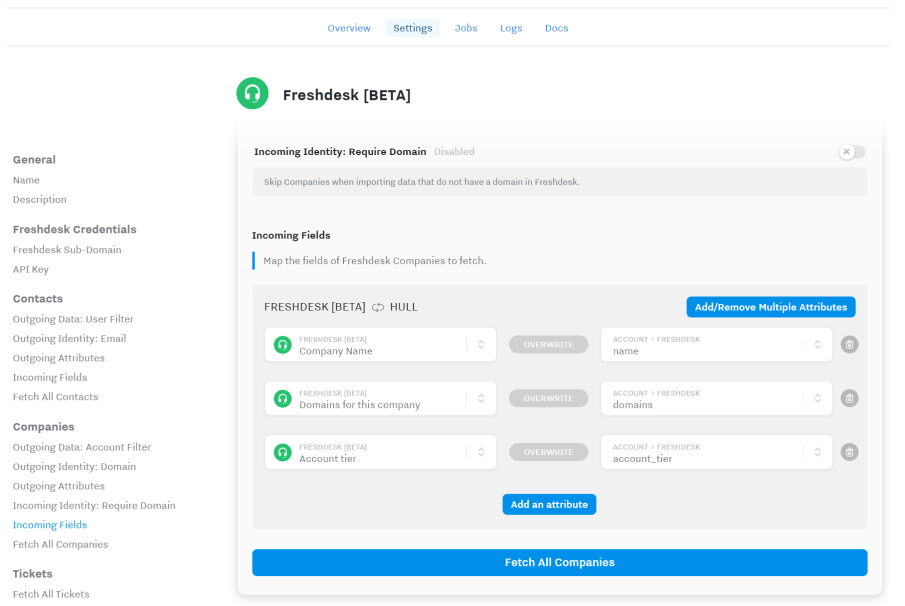 Overview Settings Jobs Logs Docs
Freshdesk [BETA]
General
Name
Description
Freshdesk Credentials
Freshdesk Sub-Domain
API Key
Contacts
Outgoing Data: User Filter
Outgoing Identity: Email
Outgoing Attributes
Incoming Fields
Fetch All Contacts
Companies
Outgoing Data: Account Filter
Outgoing Identity: Domain
Outgoing Attributes
Incoming Identity: Require Domain
Incoming Fields
Fetch All Companies
Tickets
Fetch All Tickets
Incoming Identity: Require Domain Disabled
Skip Companies when importing data that do not have a domain in Freshdesk.
Incoming Fields
Map the fields of Freshdesk Companies to fetch.
FRESHDESK [BETA] HULL
Add/Remove Multiple Attributes
FRESHDESK [BETA]
Company Name
OVERWRITE
ACCOUNT > FRESHDESK
name
FRESHDESK [BETA]
Domains for this company
OVERWRITE
ACCOUNT > FRESHDESK
domains
FRESHDESK [BETA]
Account tier
OVERWRITE
ACCOUNT > FRESHDESK
account_tier
Add an attribute
Fetch All Companies